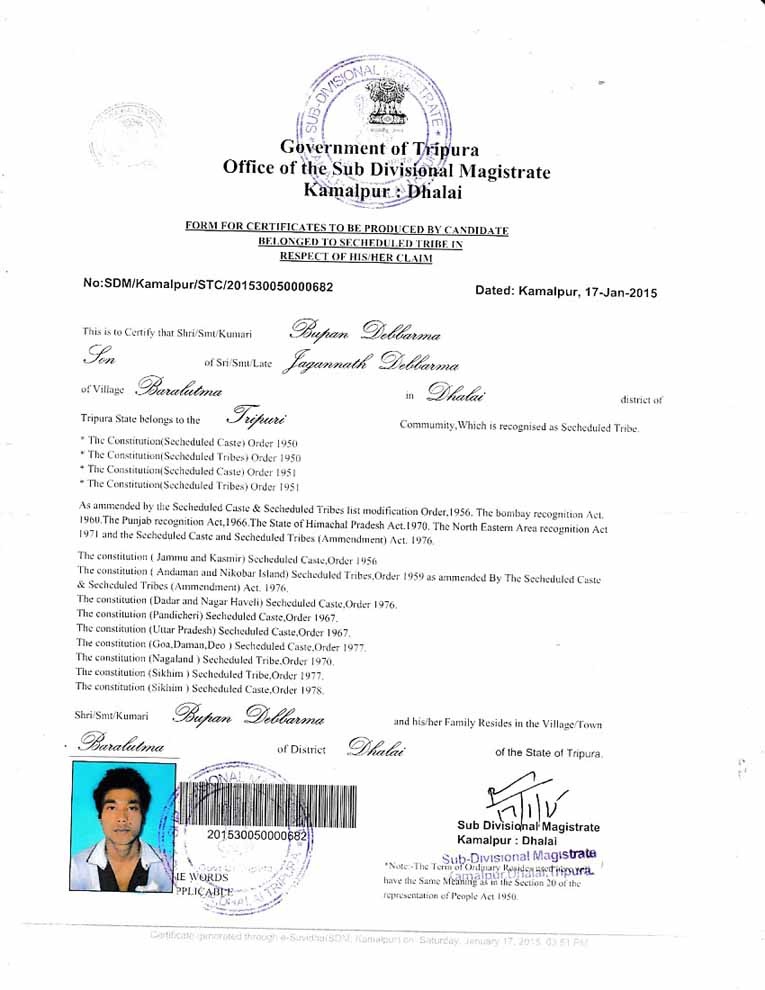 SUB-DIVISIONAL MAGISTRATE
Government of Tripura
Office of the Sub Divisional Magistrate
Kamalpur : Dhalai
FORM FOR CERTIFICATES TO BE PRODUCED BY CANDIDATE
BELONGED TO SECHEDULED TRIBE IN
RESPECT OF HIS/HER CLAIM
No:SDM/Kamalpur/STC/201530050000682
Dated: Kamalpur, 17-Jan-2015
This is to Certify that Shri/Smt/Kumari Bupan Debbarma
Son of Sri/Smt/Late Jagannath Debbarma
of Village Baralutma in Dhalai district of
Tripura State belongs to the Tripuri Commumity,Which is recognised as Secheduled Tribe.
* The Constitution(Secheduled Caste) Order 1950
* The Constitution(Secheduled Tribes) Order 1950
* The Constitution(Secheduled Caste) Order 1951
* The Constitution(Secheduled Tribes) Order 1951
As ammended by the Secheduled Caste & Secheduled Tribes list modification Order,1956. The bombay recognition Act.
1960.The Punjab recognition Act,1966.The State of Himachal Pradesh Act.1970. The North Eastern Area recognition Act
1971 and the Secheduled Caste and Secheduled Tribes (Ammendment) Act. 1976.
The constitution ( Jammu and Kasmir) Secheduled Caste,Order 1956
The constitution ( Andaman and Nikobar Island) Secheduled Tribes,Order 1959 as ammended By The Secheduled Caste
& Secheduled Tribes (Ammendment) Act. 1976.
The constitution (Dadar and Nagar Haveli) Secheduled Caste,Order 1976.
The constitution (Pandicheri) Secheduled Caste,Order 1967.
The constitution (Uttar Pradesh) Secheduled Caste,Order 1967.
The constitution (Goa,Daman,Deo ) Secheduled Caste,Order 1977.
The constitution (Nagaland ) Secheduled Tribe,Order 1970.
The constitution (Sikhim ) Secheduled Tribe,Order 1977.
The constitution (Sikhim ) Secheduled Caste,Order 1978.
Shri/Smt/Kumari Bupan Debbarma and his/her Family Resides in the Village/Town
Baralutma of District Dhalai of the State of Tripura.
201530050000682
Sub Divisional Magistrate
Kamalpur : Dhalai
Sub-Divisional Magistrate
Kamalpur Dhalai,Tripura
*Note:-The Term of Ordinary
have the Same Meaning as in the Section 20 of the
representation of People Act 1950.
WORDS
Certificate generated through e-Suvidha(SDM, Kamalpur) on Saturday, January 17, 2015, 03:51 PM